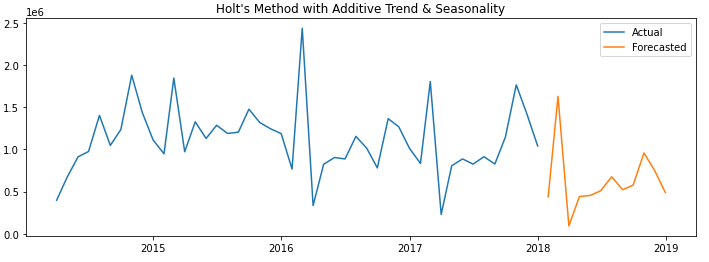 Holt's Method with Additive Trend & Seasonality
1e6
2.5
2.0
1.5
1.0
0.5
0.0
Actual
Forecasted
2015
2016
2017
2018
2019